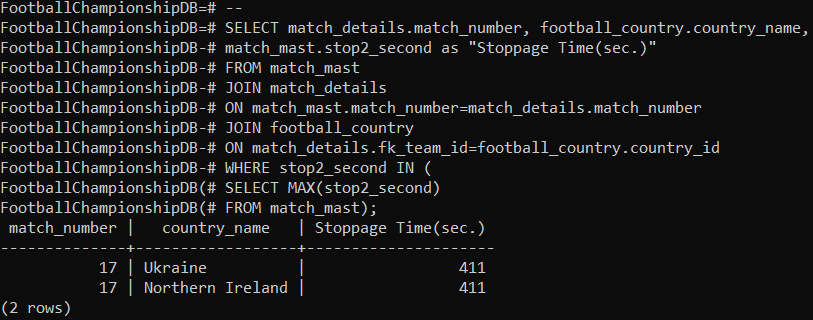 FootballChampionshipDB=# --
FootballChampionshipDB=# SELECT match_details.match_number, football_country.country_name,
FootballChampionshipDB-# match_mast.stop2_second as "Stoppage Time(sec.)"
FootballChampionshipDB-# FROM match_mast
FootballChampionshipDB-# JOIN match_details
FootballChampionshipDB-# ON match_mast.match_number=match_details.match_number
FootballChampionshipDB-# JOIN football_country
FootballChampionshipDB-# ON match_details.fk_team_id=football_country.country_id
FootballChampionshipDB-# WHERE stop2_second IN (
FootballChampionshipDB(# SELECT MAX(stop2_second)
FootballChampionshipDB(# FROM match_mast);
 match_number |   country_name   | Stoppage Time(sec.)
--------------+------------------+---------------------
           17 | Ukraine          |                 411
           17 | Northern Ireland |                 411
(2 rows)